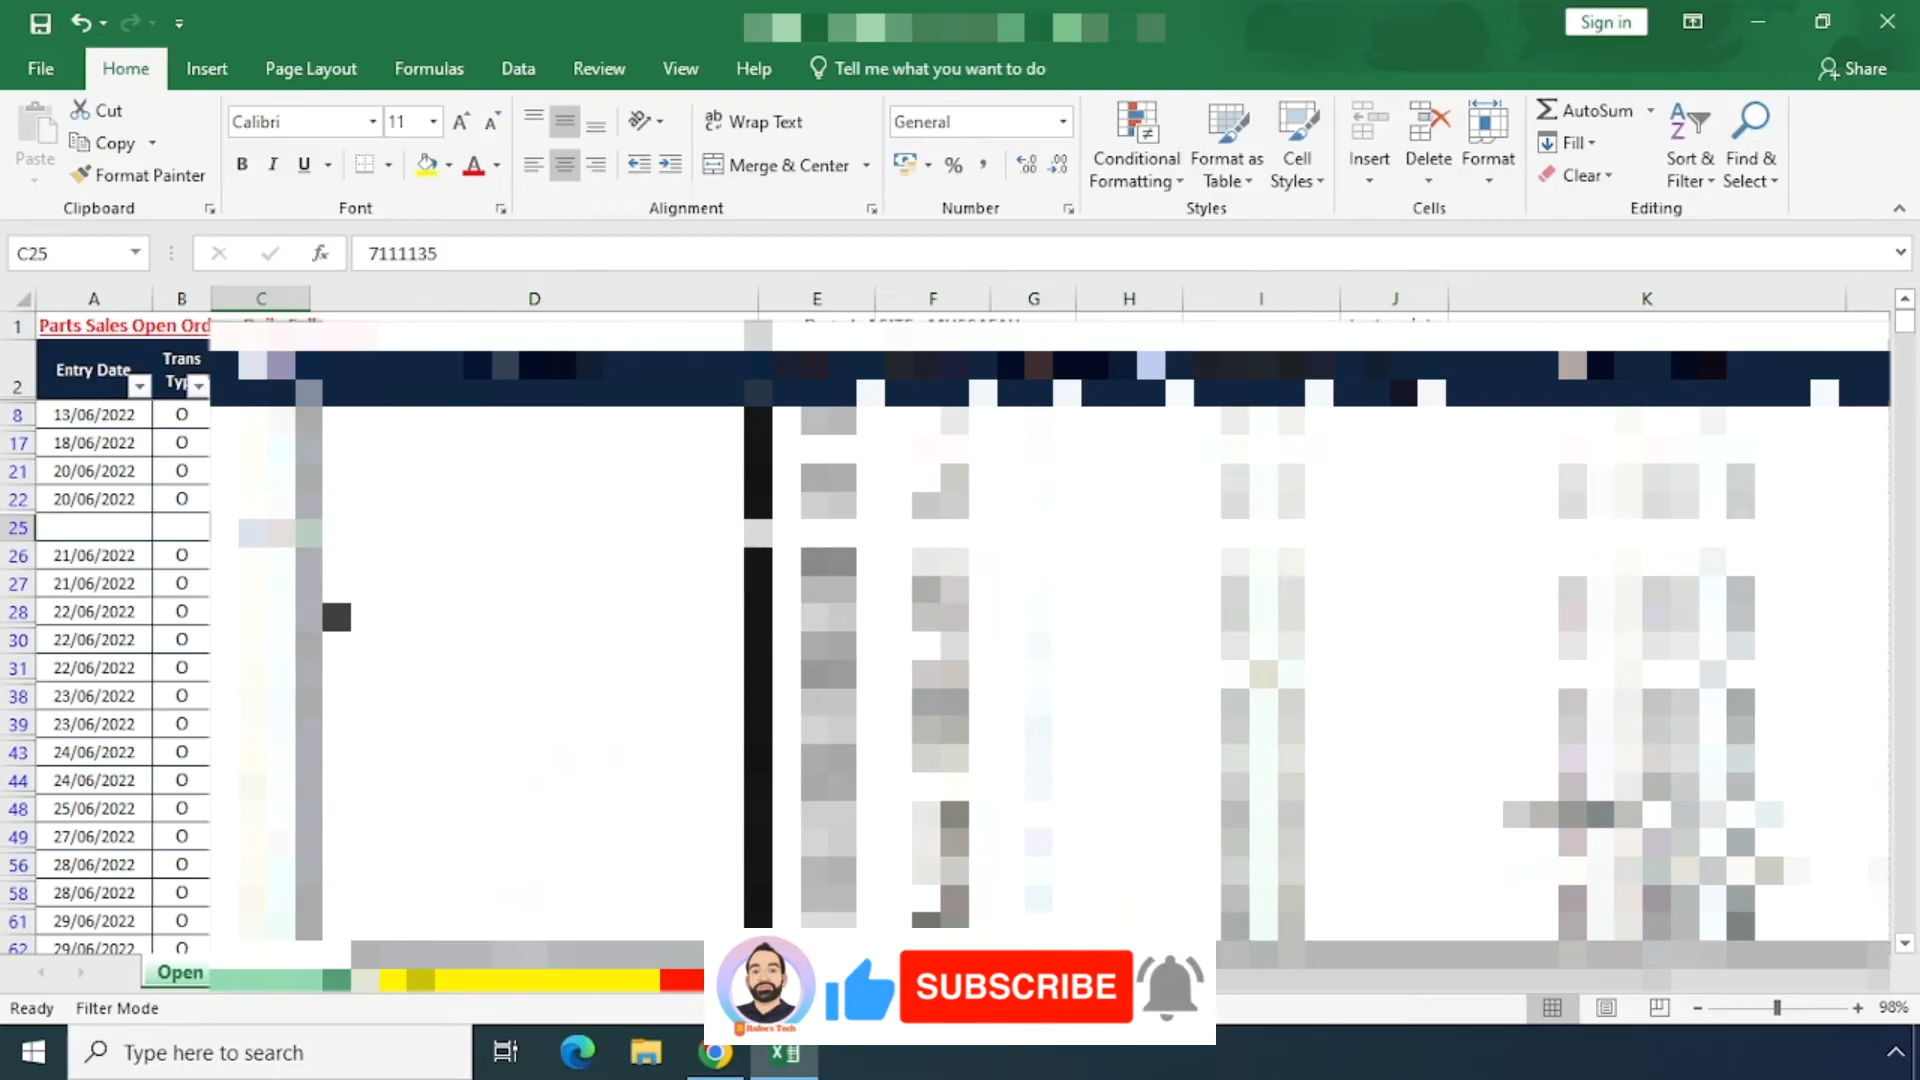 Sign in
File Home Insert Page Layout Formulas Data Review View Help Tell me what you want to do Share
Paste Cut Copy Format Painter Clipboard
Calibri 11 B I U A Font
Wrap Text Merge & Center Alignment
General % Number
Conditional Formatting Format as Table Cell Styles Styles
Insert Delete Format Cells
AutoSum Fill Clear Sort & Filter Find & Select Editing
C25 fx 7111135
A B C D E F G H I J K
1 Parts Sales Open Ord
2 Entry Date Trans Typ
8 13/06/2022 O
17 18/06/2022 O
21 20/06/2022 O
22 20/06/2022 O
25
26 21/06/2022 O
27 21/06/2022 O
28 22/06/2022 O
30 22/06/2022 O
31 22/06/2022 O
38 23/06/2022 O
39 23/06/2022 O
43 24/06/2022 O
44 24/06/2022 O
48 25/06/2022 O
49 27/06/2022 O
56 28/06/2022 O
58 28/06/2022 O
61 29/06/2022 O
62 29/06/2022 O
Open
SUBSCRIBE
Ready Filter Mode 98%
Type here to search